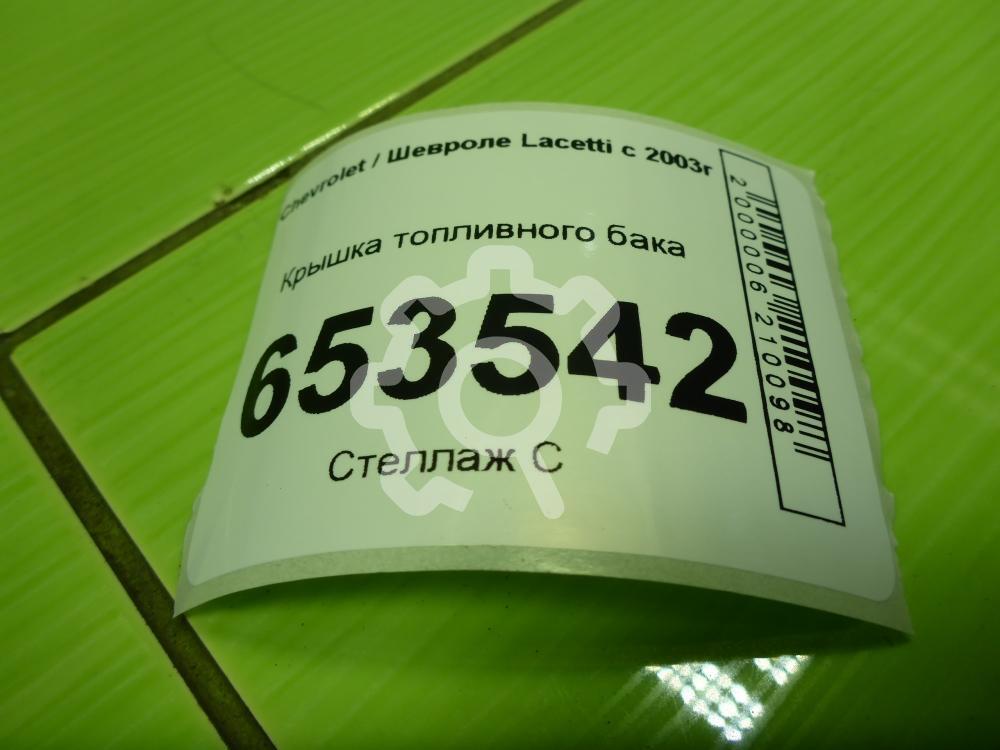 Chevrolet / Шевроле Lacetti с 2003г
Крышка топливного бака
653542
Стеллаж С
2000006210098